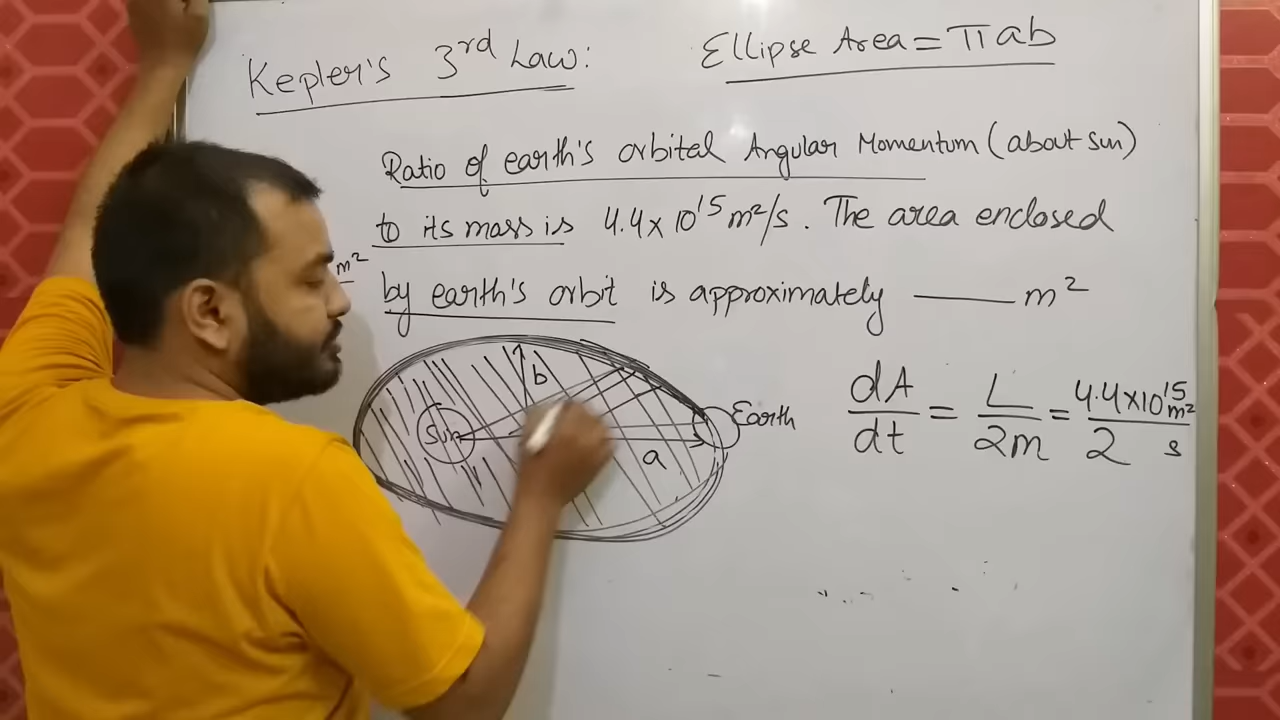 Kepler's 3rd Law:
Ellipse Area = πab
Ratio of earth's orbital Angular Momentum (about sun)
to its mass is 4.4 x 10^15 m²/s. The area enclosed
m²
by earth's orbit is approximately ____ m²
b
Sun
a
Earth
dA/dt = L/2m = 4.4x10^15 m²/2 s